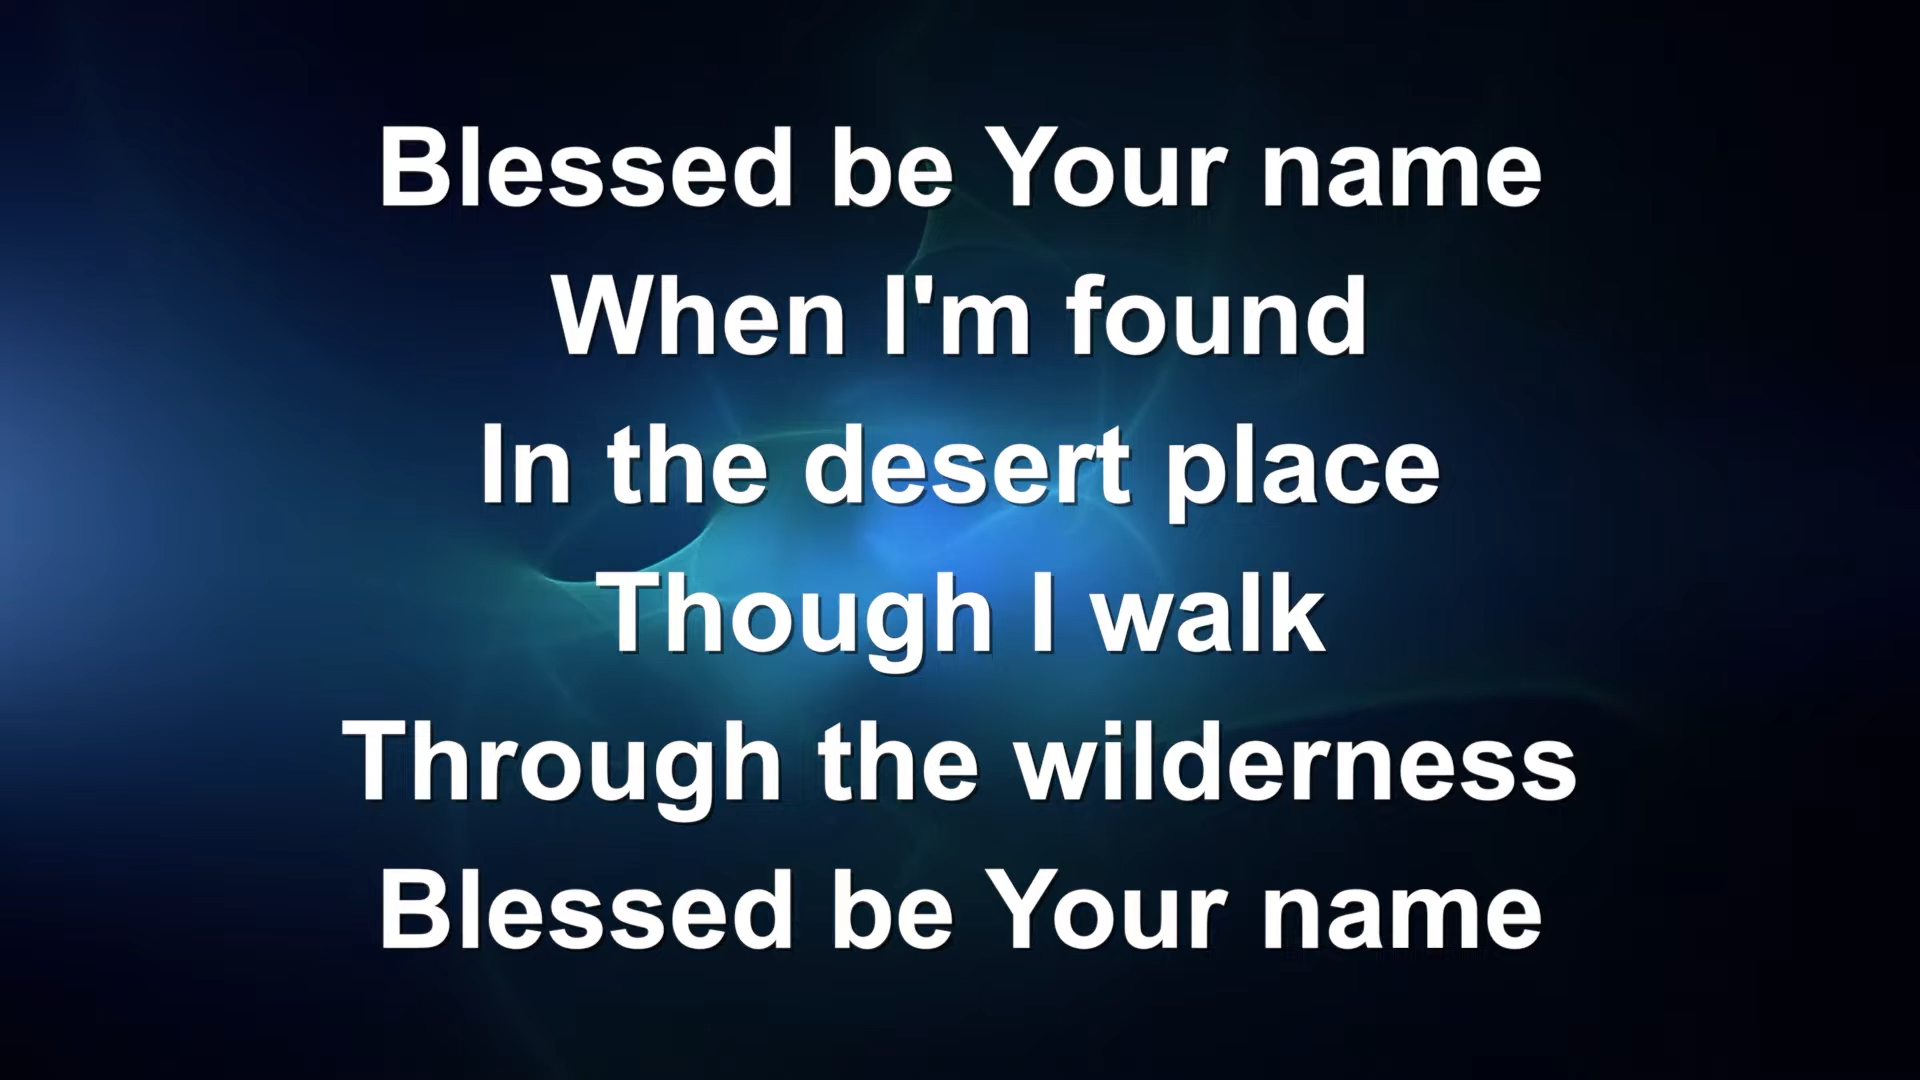 Blessed be Your name
When I'm found
In the desert place
Though I walk
Through the wilderness
Blessed be Your name